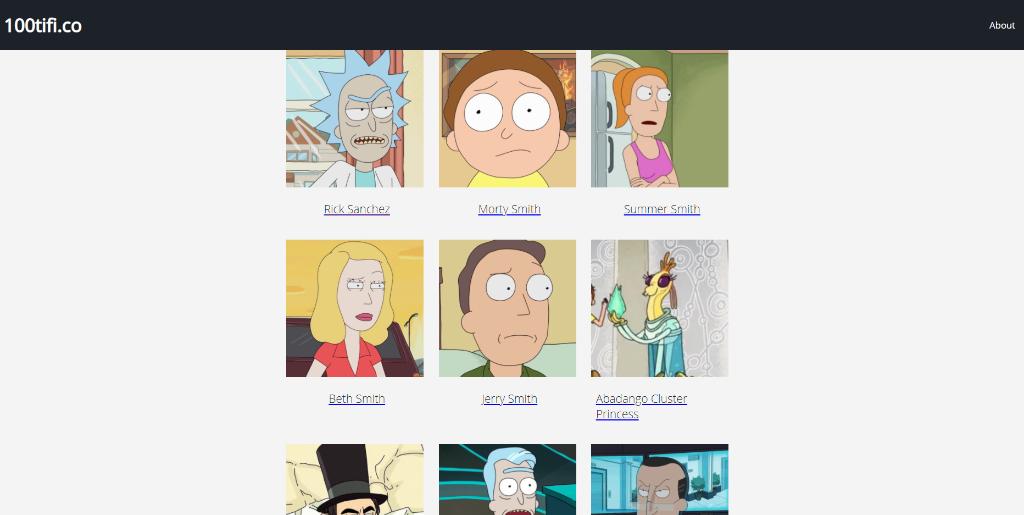 100tifi.co
About
Rick Sanchez
Morty Smith
Summer Smith
Beth Smith
Jerry Smith
Abadango Cluster
Princess